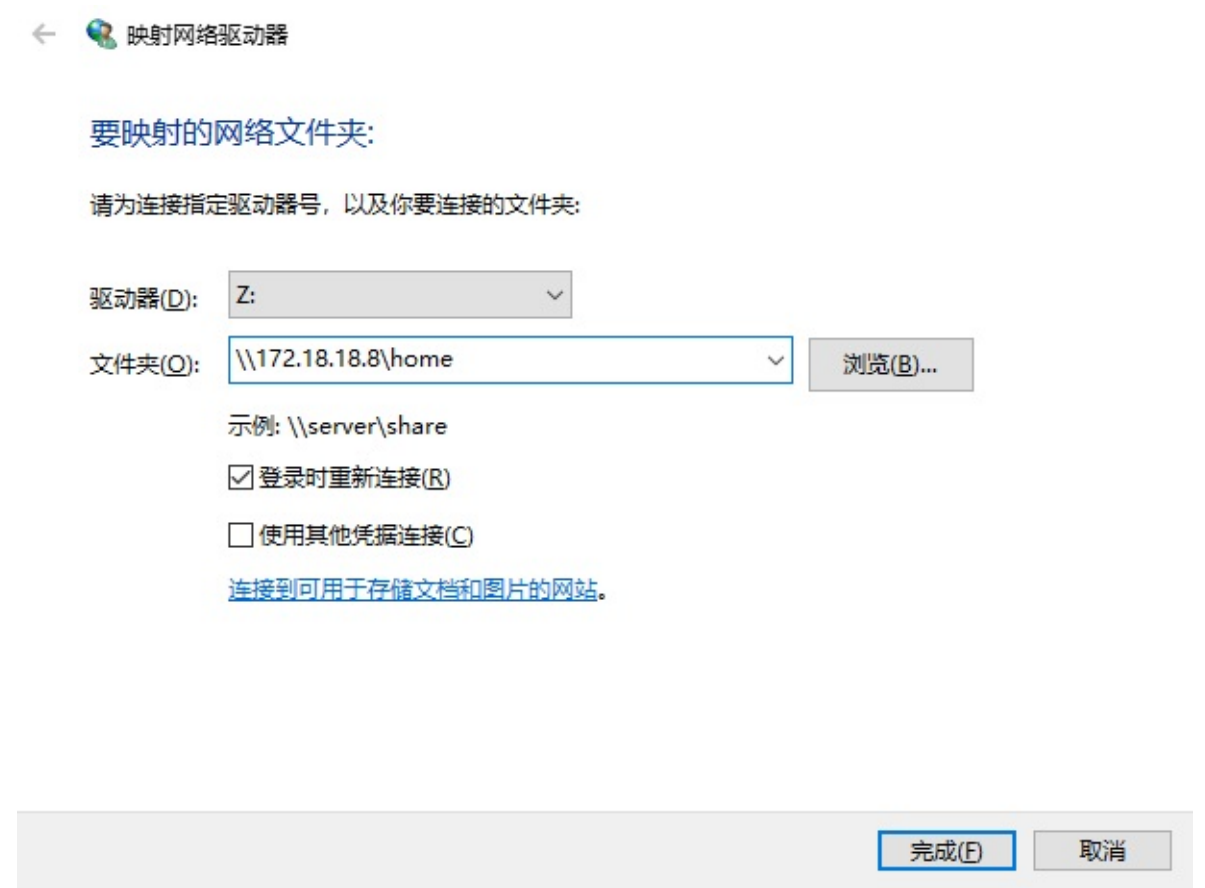 映射网络驱动器
要映射的网络文件夹:
请为连接指定驱动器号，以及你要连接的文件夹:
驱动器(D): Z:
文件夹(O): \\172.18.18.8\home 浏览(B)...
示例: \\server\share
登录时重新连接(R)
使用其他凭据连接(C)
连接到可用于存储文档和图片的网站。
完成(F) 取消